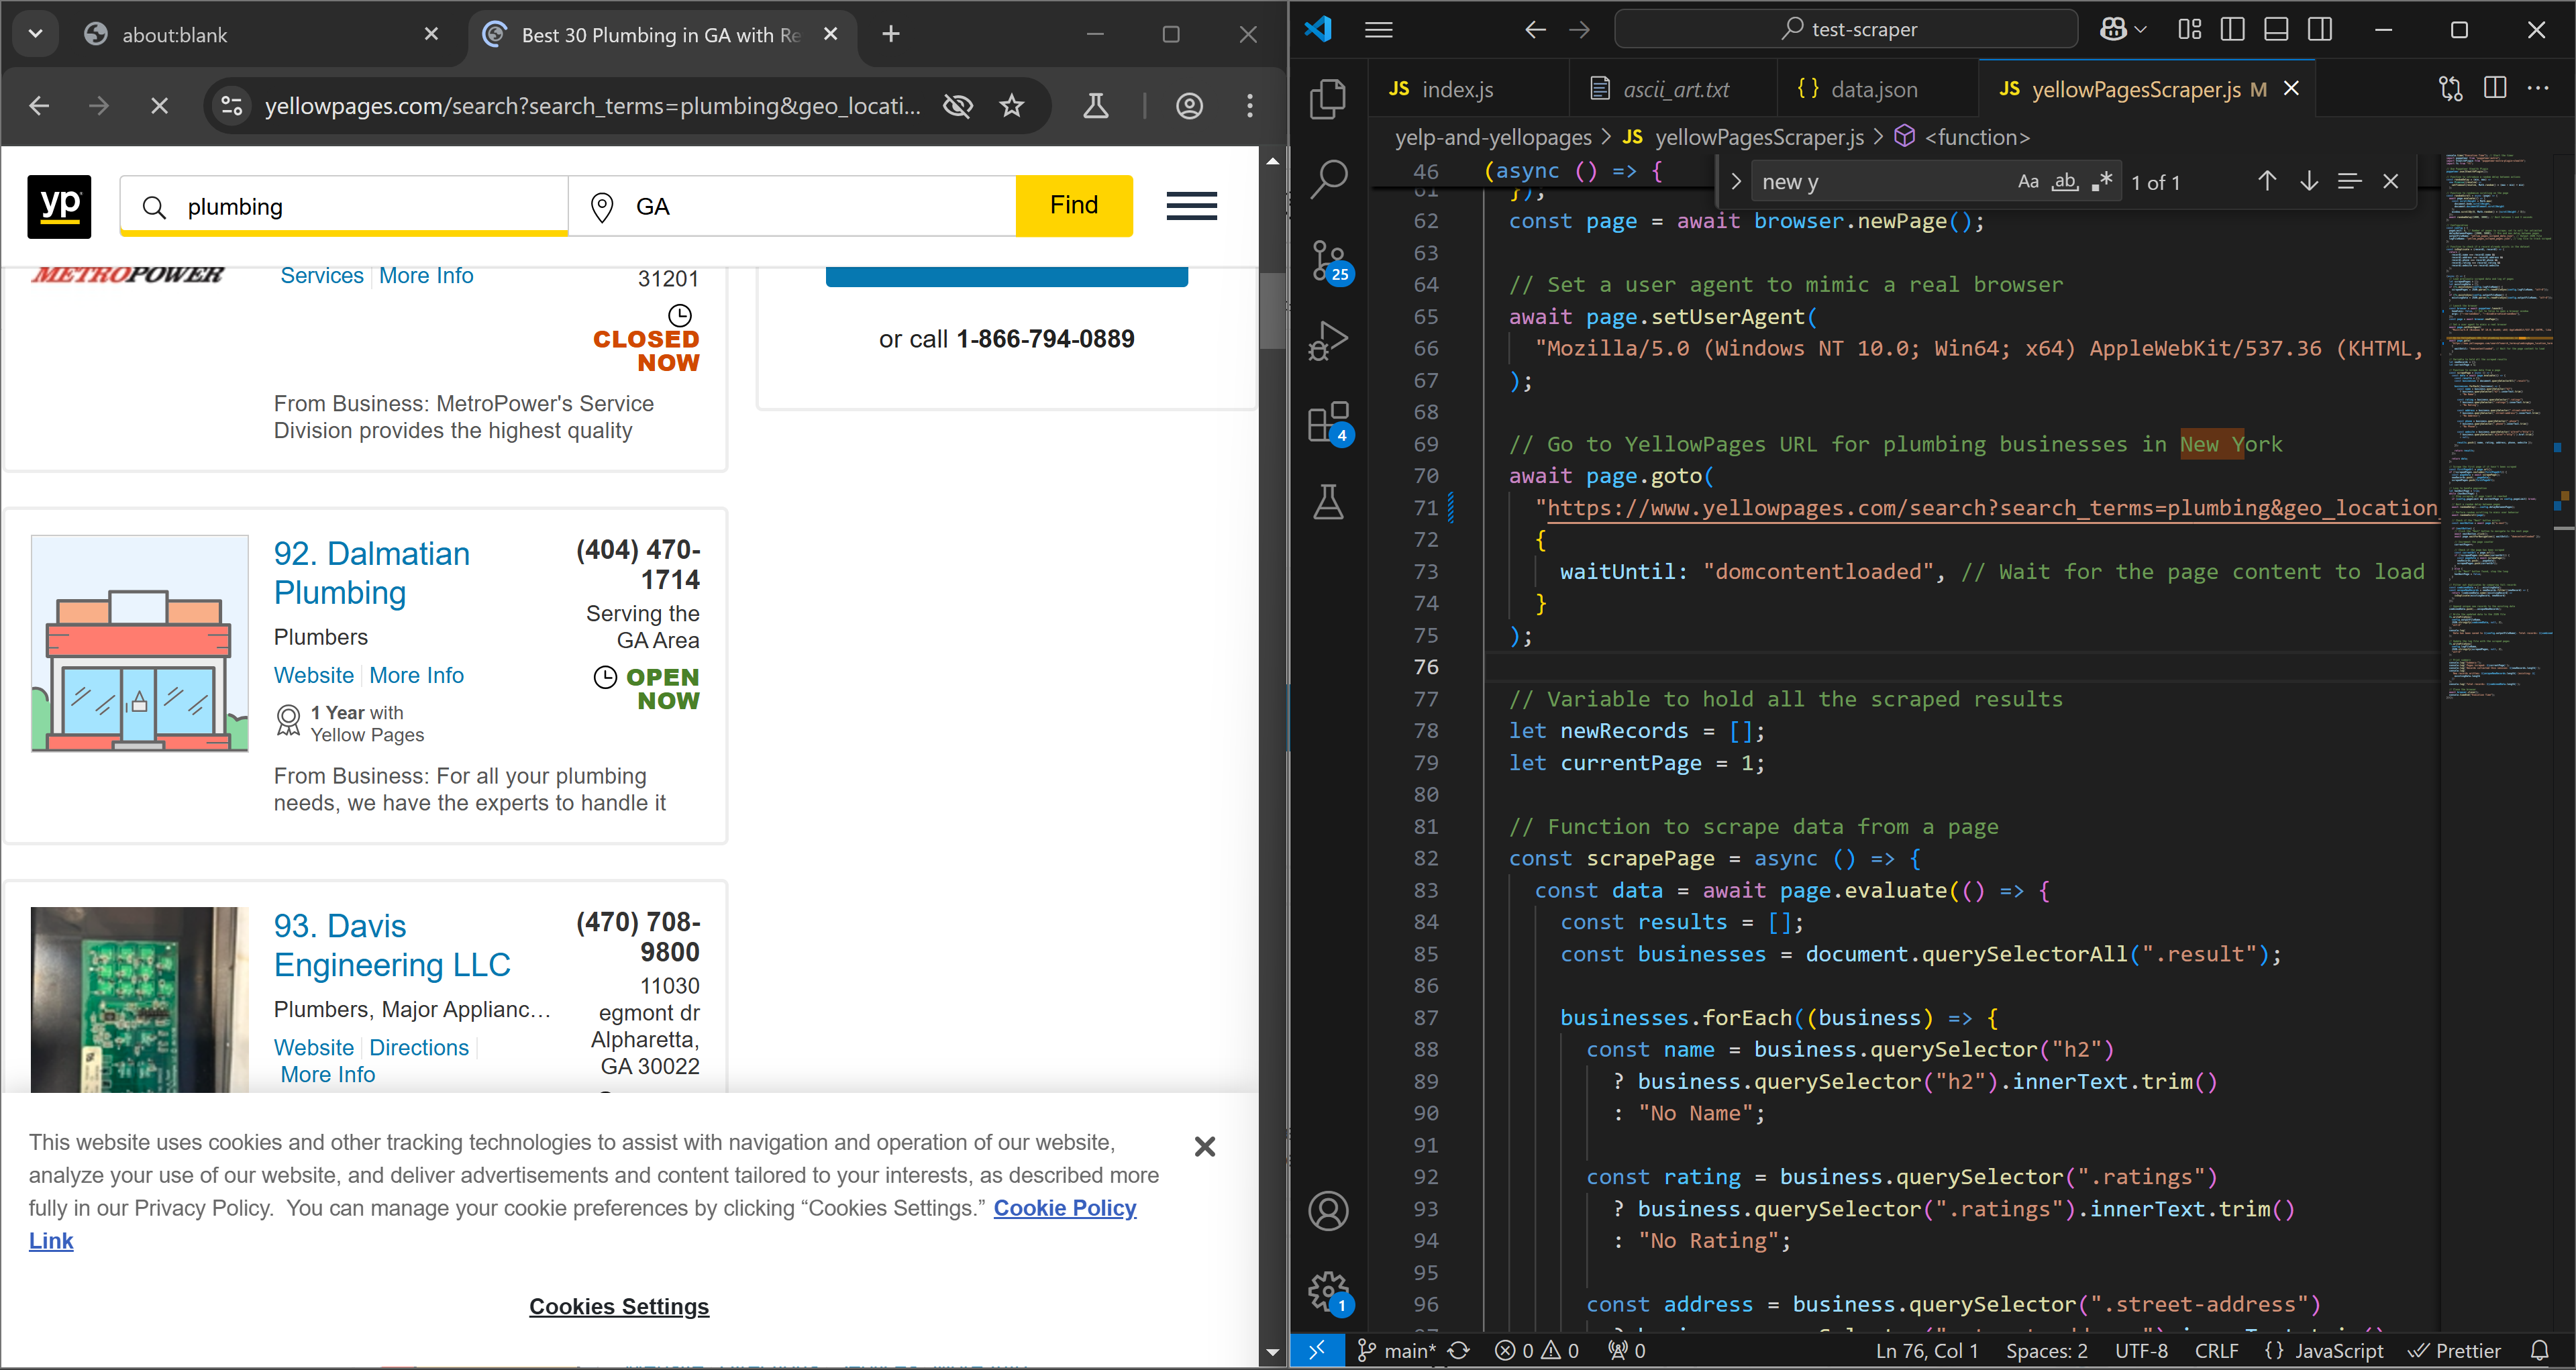 about:blank
Best 30 Plumbing in GA with Re
yellowpages.com/search?search_terms=plumbing&geo_locati...
yp
plumbing
GA
Find
METROPOWER
Services
More Info
31201
CLOSED
NOW
From Business: MetroPower's Service
Division provides the highest quality
or call 1-866-794-0889
92. Dalmatian
Plumbing
Plumbers
Website
More Info
1 Year with
Yellow Pages
(404) 470-
1714
Serving the
GA Area
OPEN
NOW
From Business: For all your plumbing
needs, we have the experts to handle it
93. Davis
Engineering LLC
Plumbers, Major Applianc...
Website
Directions
More Info
(470) 708-
9800
11030
egmont dr
Alpharetta,
GA 30022
This website uses cookies and other tracking technologies to assist with navigation and operation of our website,
analyze your use of our website, and deliver advertisements and content tailored to your interests, as described more
fully in our Privacy Policy. You can manage your cookie preferences by clicking “Cookies Settings.” Cookie Policy
Link
Cookies Settings
test-scraper
JS index.js
ascii_art.txt
{} data.json
JS yellowPagesScraper.js M
yelp-and-yellopages > JS yellowPagesScraper.js > <function>
new y
Aa
ab
1 of 1
25
4
1
46 (async () => {
61 });
62 const page = await browser.newPage();
63
64 // Set a user agent to mimic a real browser
65 await page.setUserAgent(
66 "Mozilla/5.0 (Windows NT 10.0; Win64; x64) AppleWebKit/537.36 (KHTML,
67 );
68
69 // Go to YellowPages URL for plumbing businesses in New York
70 await page.goto(
71 "https://www.yellowpages.com/search?search_terms=plumbing&geo_location
72 {
73 waitUntil: "domcontentloaded", // Wait for the page content to load
74 }
75 );
76
77 // Variable to hold all the scraped results
78 let newRecords = [];
79 let currentPage = 1;
80
81 // Function to scrape data from a page
82 const scrapePage = async () => {
83 const data = await page.evaluate(() => {
84 const results = [];
85 const businesses = document.querySelectorAll(".result");
86
87 businesses.forEach((business) => {
88 const name = business.querySelector("h2")
89 ? business.querySelector("h2").innerText.trim()
90 : "No Name";
91
92 const rating = business.querySelector(".ratings")
93 ? business.querySelector(".ratings").innerText.trim()
94 : "No Rating";
95
96 const address = business.querySelector(".street-address")
main*
0
0
0
Ln 76, Col 1
Spaces: 2
UTF-8
CRLF
{} JavaScript
Prettier